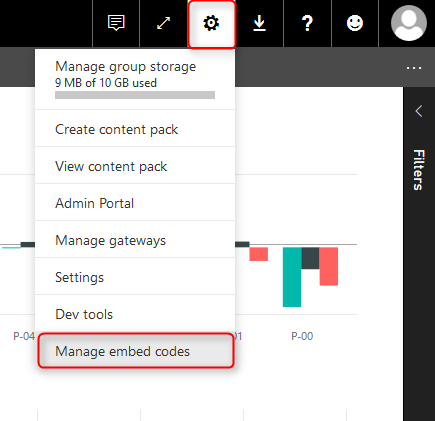 ?
...
Manage group storage
9 MB of 10 GB used
Filters
Create content pack
View content pack
Admin Portal
Manage gateways
Settings
Dev tools
P-04
01
P-00
Manage embed codes